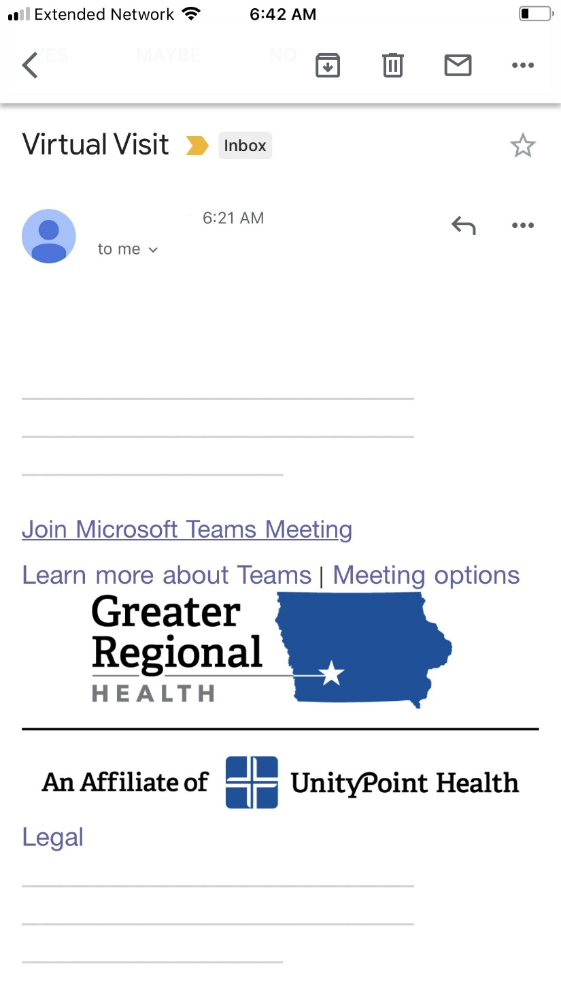 Extended Network 6:42 AM
YES MAYBE NO
Virtual Visit Inbox
6:21 AM
to me
Join Microsoft Teams Meeting
Learn more about Teams | Meeting options
Greater
Regional
HEALTH
An Affiliate of UnityPoint Health
Legal